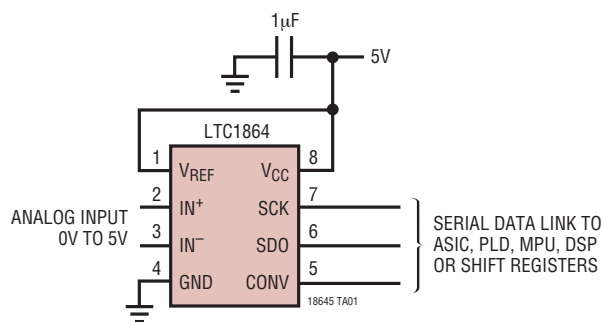 1µF
5V
LTC1864
1 VREF VCC 8
2 IN+ SCK 7
3 IN− SDO 6
4 GND CONV 5
ANALOG INPUT
0V TO 5V
SERIAL DATA LINK TO
ASIC, PLD, MPU, DSP
OR SHIFT REGISTERS
18645 TA01